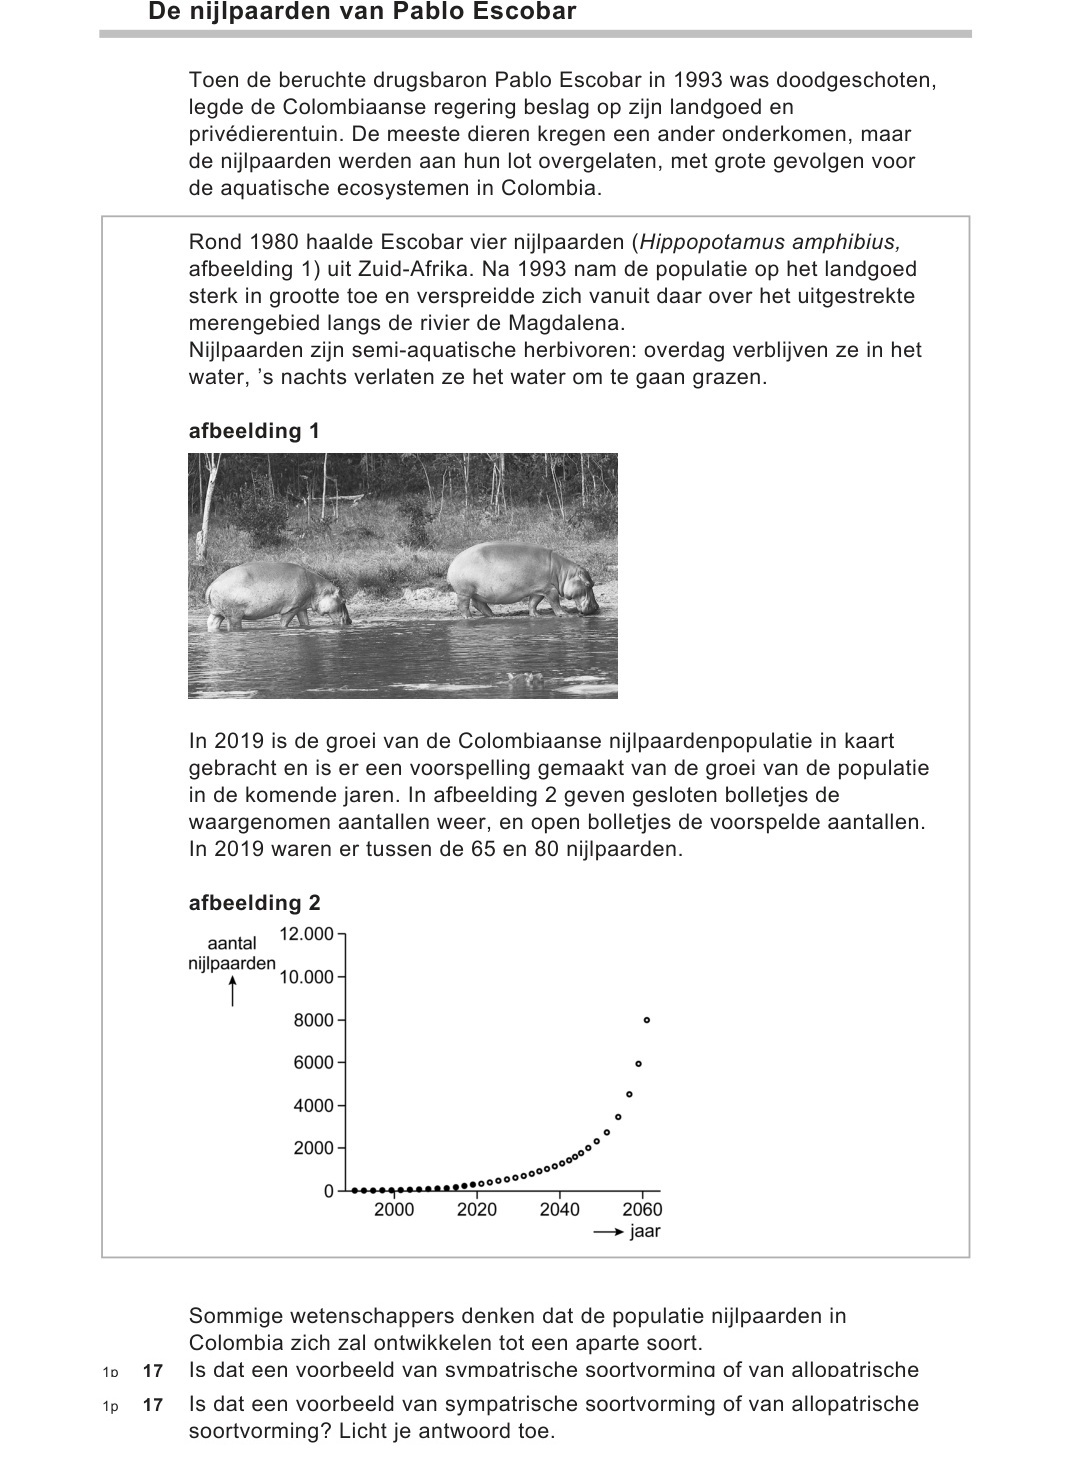 De nijlpaarden van Pablo Escobar
Toen de beruchte drugsbaron Pablo Escobar in 1993 was doodgeschoten,
legde de Colombiaanse regering beslag op zijn landgoed en
privédierentuin. De meeste dieren kregen een ander onderkomen, maar
de nijlpaarden werden aan hun lot overgelaten, met grote gevolgen voor
de aquatische ecosystemen in Colombia.
Rond 1980 haalde Escobar vier nijlpaarden (Hippopotamus amphibius,
afbeelding 1) uit Zuid-Afrika. Na 1993 nam de populatie op het landgoed
sterk in grootte toe en verspreidde zich vanuit daar over het uitgestrekte
merengebied langs de rivier de Magdalena.
Nijlpaarden zijn semi-aquatische herbivoren: overdag verblijven ze in het
water, ’s nachts verlaten ze het water om te gaan grazen.
afbeelding 1
In 2019 is de groei van de Colombiaanse nijlpaardenpopulatie in kaart
gebracht en is er een voorspelling gemaakt van de groei van de populatie
in de komende jaren. In afbeelding 2 geven gesloten bolletjes de
waargenomen aantallen weer, en open bolletjes de voorspelde aantallen.
In 2019 waren er tussen de 65 en 80 nijlpaarden.
afbeelding 2
aantal
nijlpaarden
12.000
10.000
8000
6000
4000
2000
0
2000 2020 2040 2060
jaar
Sommige wetenschappers denken dat de populatie nijlpaarden in
Colombia zich zal ontwikkelen tot een aparte soort.
1p 17 Is dat een voorbeeld van sympatrische soortvorming of van allopatrische
1p 17 Is dat een voorbeeld van sympatrische soortvorming of van allopatrische
soortvorming? Licht je antwoord toe.